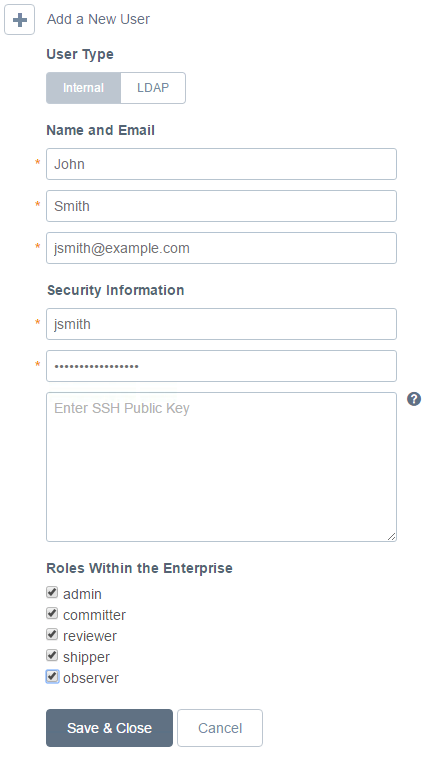 Add a New User
User Type
Internal LDAP
Name and Email
* John
* Smith
* jsmith@example.com
Security Information
* jsmith
* •••••••••••••••••
Enter SSH Public Key ?
Roles Within the Enterprise
admin
committer
reviewer
shipper
observer
Save & Close Cancel